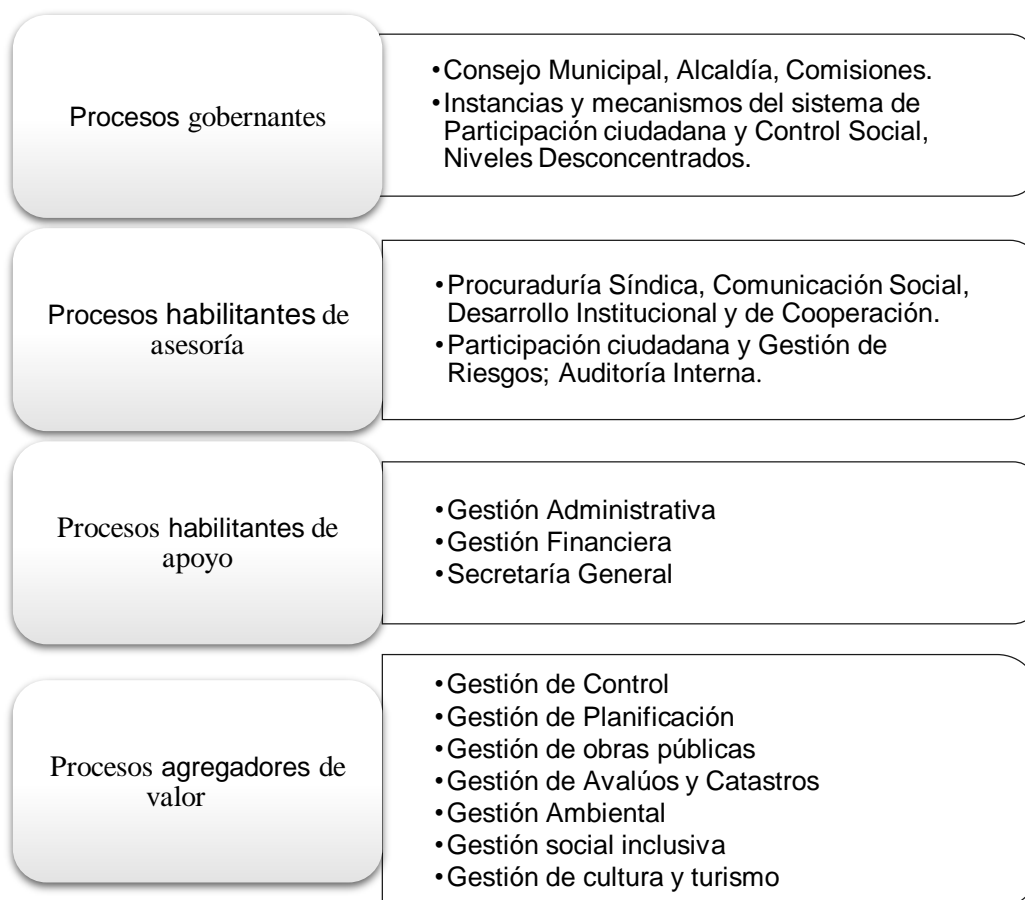 Procesos gobernantes
•Consejo Municipal, Alcaldía, Comisiones.
•Instancias y mecanismos del sistema de
Participación ciudadana y Control Social,
Niveles Desconcentrados.
Procesos habilitantes de
asesoría
•Procuraduría Síndica, Comunicación Social,
Desarrollo Institucional y de Cooperación.
•Participación ciudadana y Gestión de
Riesgos; Auditoría Interna.
Procesos habilitantes de
apoyo
•Gestión Administrativa
•Gestión Financiera
•Secretaría General
Procesos agregadores de
valor
•Gestión de Control
•Gestión de Planificación
•Gestión de obras públicas
•Gestión de Avalúos y Catastros
•Gestión Ambiental
•Gestión social inclusiva
•Gestión de cultura y turismo